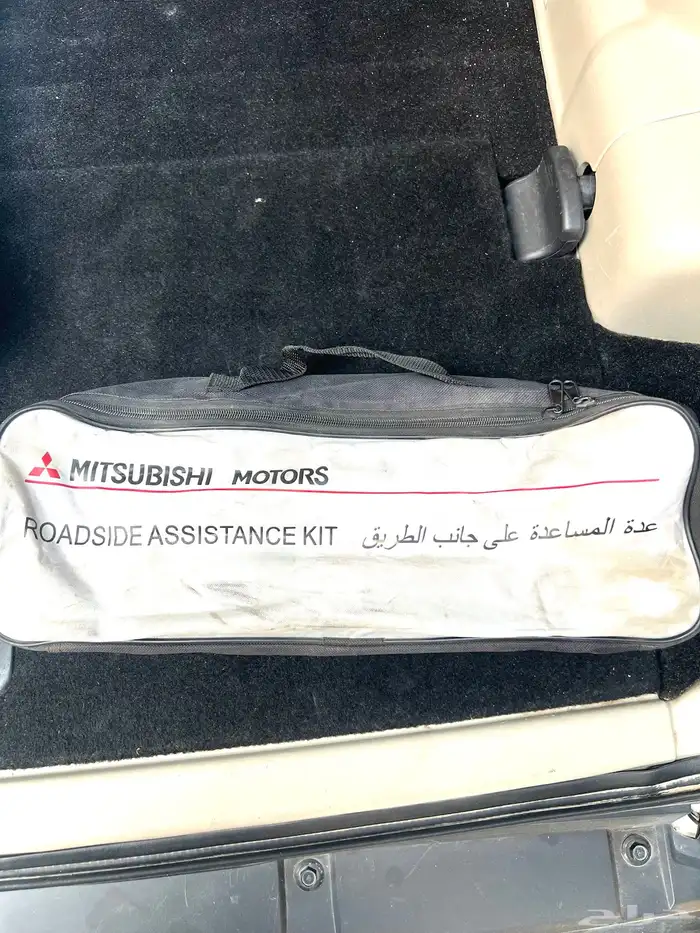 MITSUBISHI MOTORS
ROADSIDE ASSISTANCE KIT عدة المساعدة على جانب الطريق